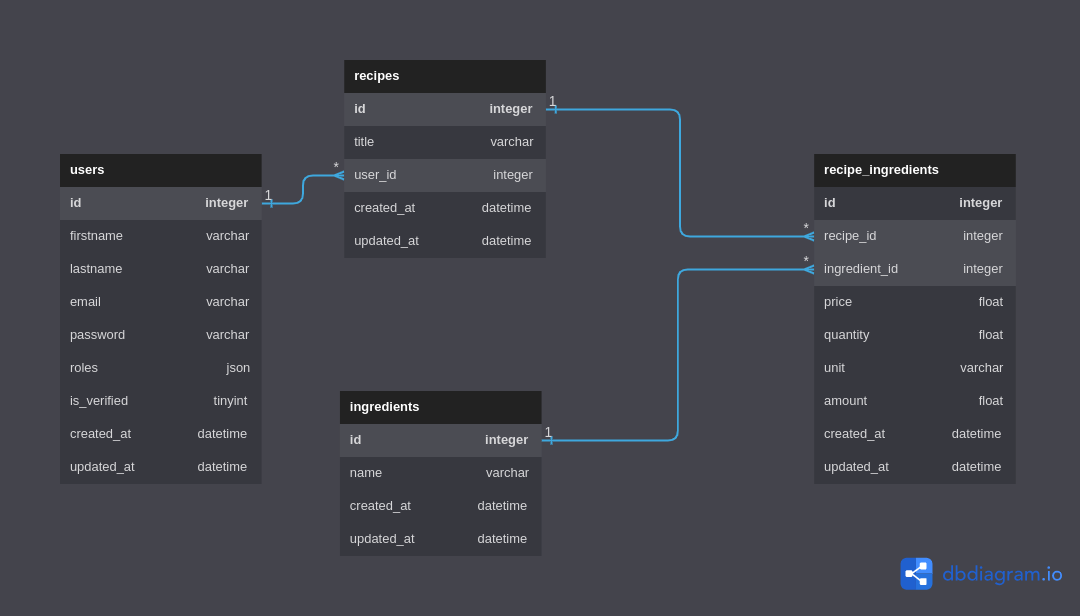 recipes
id integer
title varchar
user_id integer
created_at datetime
updated_at datetime
1
*
users
id integer
firstname varchar
lastname varchar
email varchar
password varchar
roles json
is_verified tinyint
created_at datetime
updated_at datetime
1
recipe_ingredients
id integer
recipe_id integer
ingredient_id integer
price float
quantity float
unit varchar
amount float
created_at datetime
updated_at datetime
*
*
ingredients
id integer
name varchar
created_at datetime
updated_at datetime
1
dbdiagram.io